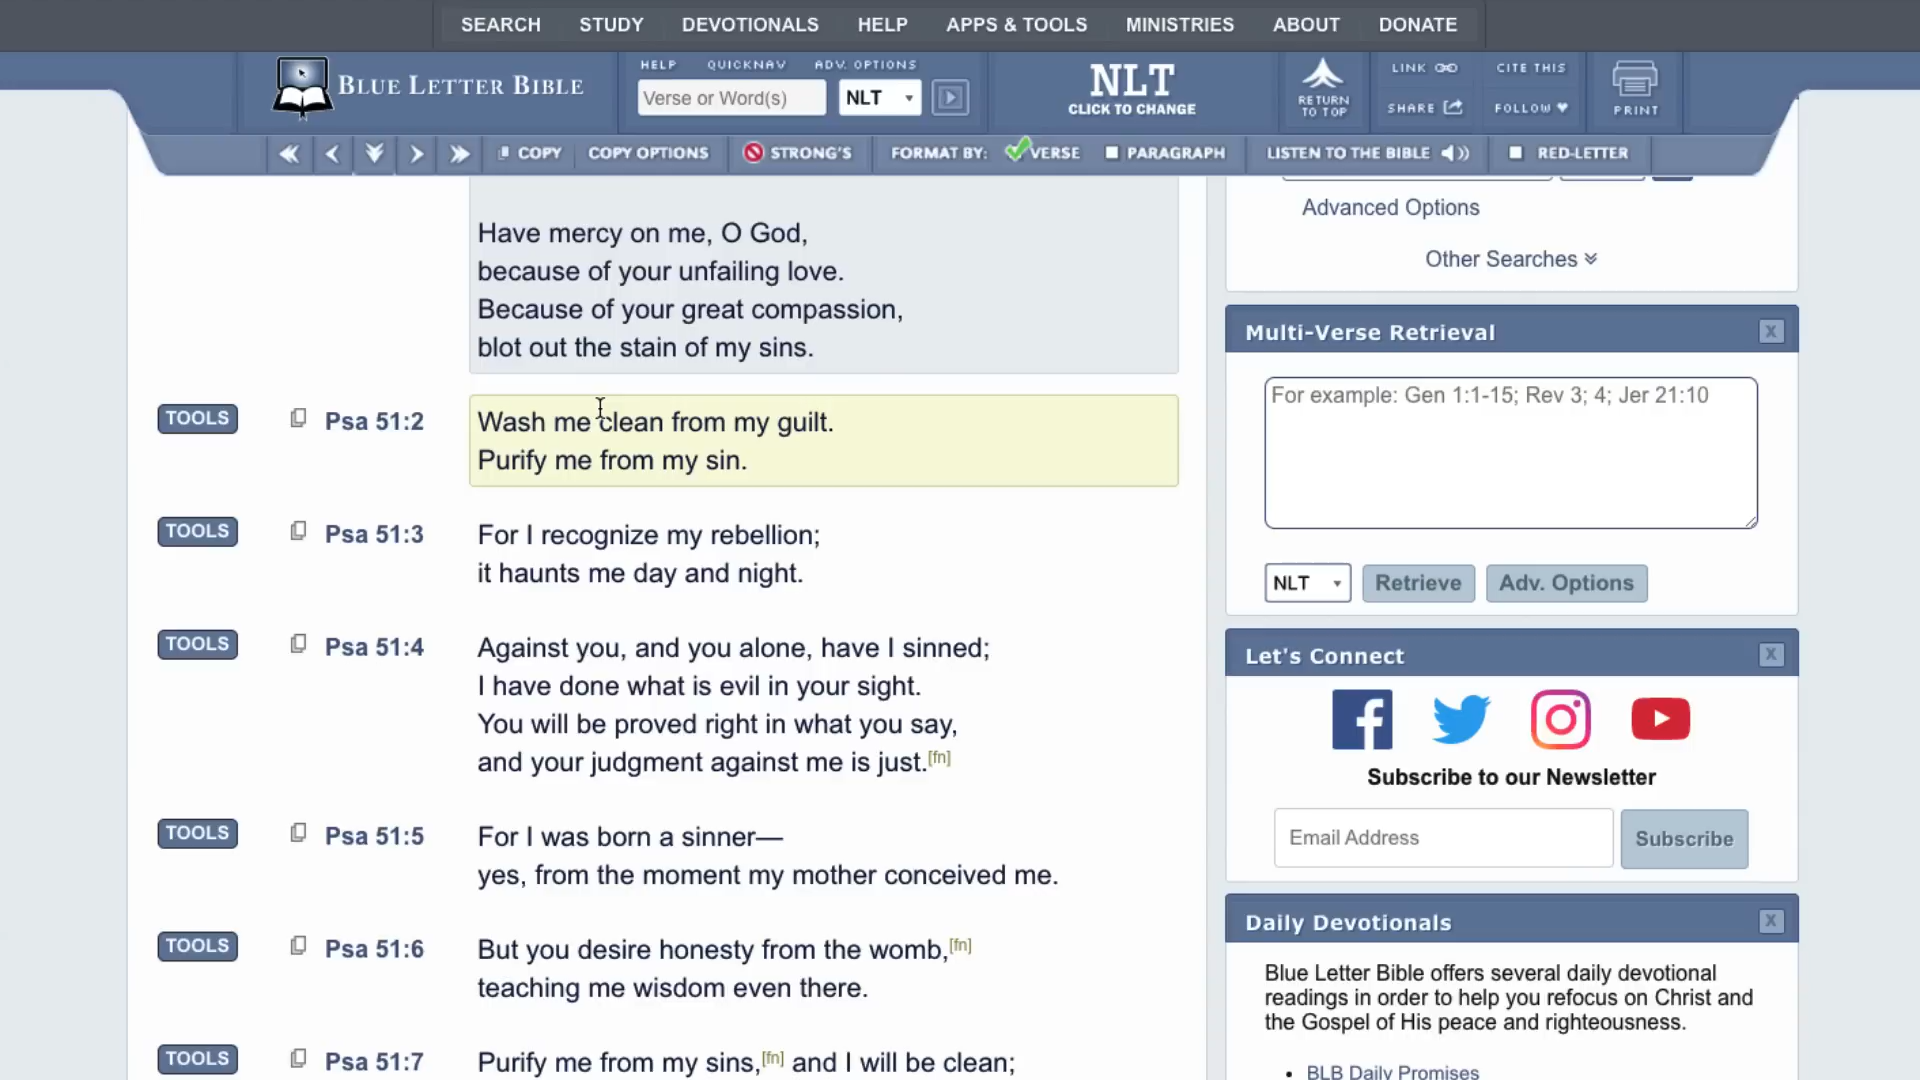 SEARCH STUDY DEVOTIONALS HELP APPS & TOOLS MINISTRIES ABOUT DONATE
BLUE LETTER BIBLE
HELP QUICKNAV ADV. OPTIONS
Verse or Word(s) NLT
NLT
CLICK TO CHANGE
RETURN
TO TOP
LINK
SHARE
CITE THIS
FOLLOW
PRINT
COPY COPY OPTIONS STRONG'S FORMAT BY: VERSE PARAGRAPH LISTEN TO THE BIBLE RED-LETTER
Have mercy on me, O God,
because of your unfailing love.
Because of your great compassion,
blot out the stain of my sins.
TOOLS Psa 51:2 Wash me clean from my guilt.
Purify me from my sin.
TOOLS Psa 51:3 For I recognize my rebellion;
it haunts me day and night.
TOOLS Psa 51:4 Against you, and you alone, have I sinned;
I have done what is evil in your sight.
You will be proved right in what you say,
and your judgment against me is just.[fn]
TOOLS Psa 51:5 For I was born a sinner—
yes, from the moment my mother conceived me.
TOOLS Psa 51:6 But you desire honesty from the womb,[fn]
teaching me wisdom even there.
TOOLS Psa 51:7 Purify me from my sins,[fn] and I will be clean;
Advanced Options
Other Searches
Multi-Verse Retrieval X
For example: Gen 1:1-15; Rev 3; 4; Jer 21:10
NLT Retrieve Adv. Options
Let's Connect X
Subscribe to our Newsletter
Email Address Subscribe
Daily Devotionals X
Blue Letter Bible offers several daily devotional
readings in order to help you refocus on Christ and
the Gospel of His peace and righteousness.
• BLB Daily Promises